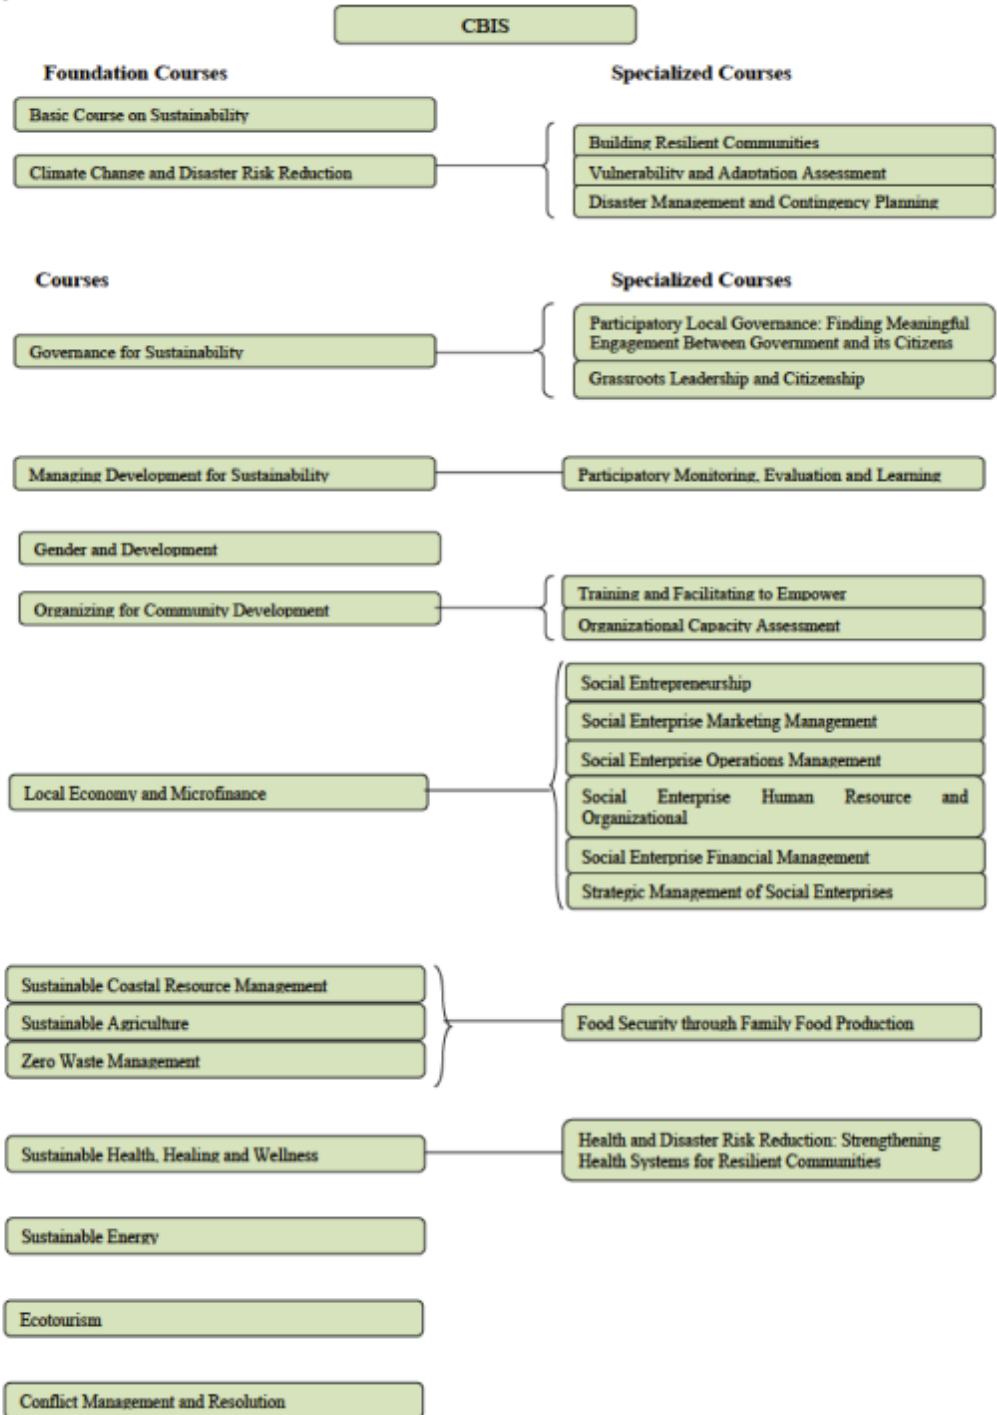 CBIS
Foundation Courses
Specialized Courses
Basic Course on Sustainability
Climate Change and Disaster Risk Reduction
Building Resilient Communities
Vulnerability and Adaptation Assessment
Disaster Management and Contingency Planning
Courses
Specialized Courses
Governance for Sustainability
Participatory Local Governance: Finding Meaningful
Engagement Between Government and its Citizens
Grassroots Leadership and Citizenship
Managing Development for Sustainability
Participatory Monitoring, Evaluation and Learning
Gender and Development
Organizing for Community Development
Training and Facilitating to Empower
Organizational Capacity Assessment
Local Economy and Microfinance
Social Entrepreneurship
Social Enterprise Marketing Management
Social Enterprise Operations Management
Social Enterprise Human Resource and
Organizational
Social Enterprise Financial Management
Strategic Management of Social Enterprises
Sustainable Coastal Resource Management
Sustainable Agriculture
Zero Waste Management
Food Security through Family Food Production
Sustainable Health, Healing and Wellness
Health and Disaster Risk Reduction: Strengthening
Health Systems for Resilient Communities
Sustainable Energy
Ecotourism
Conflict Management and Resolution